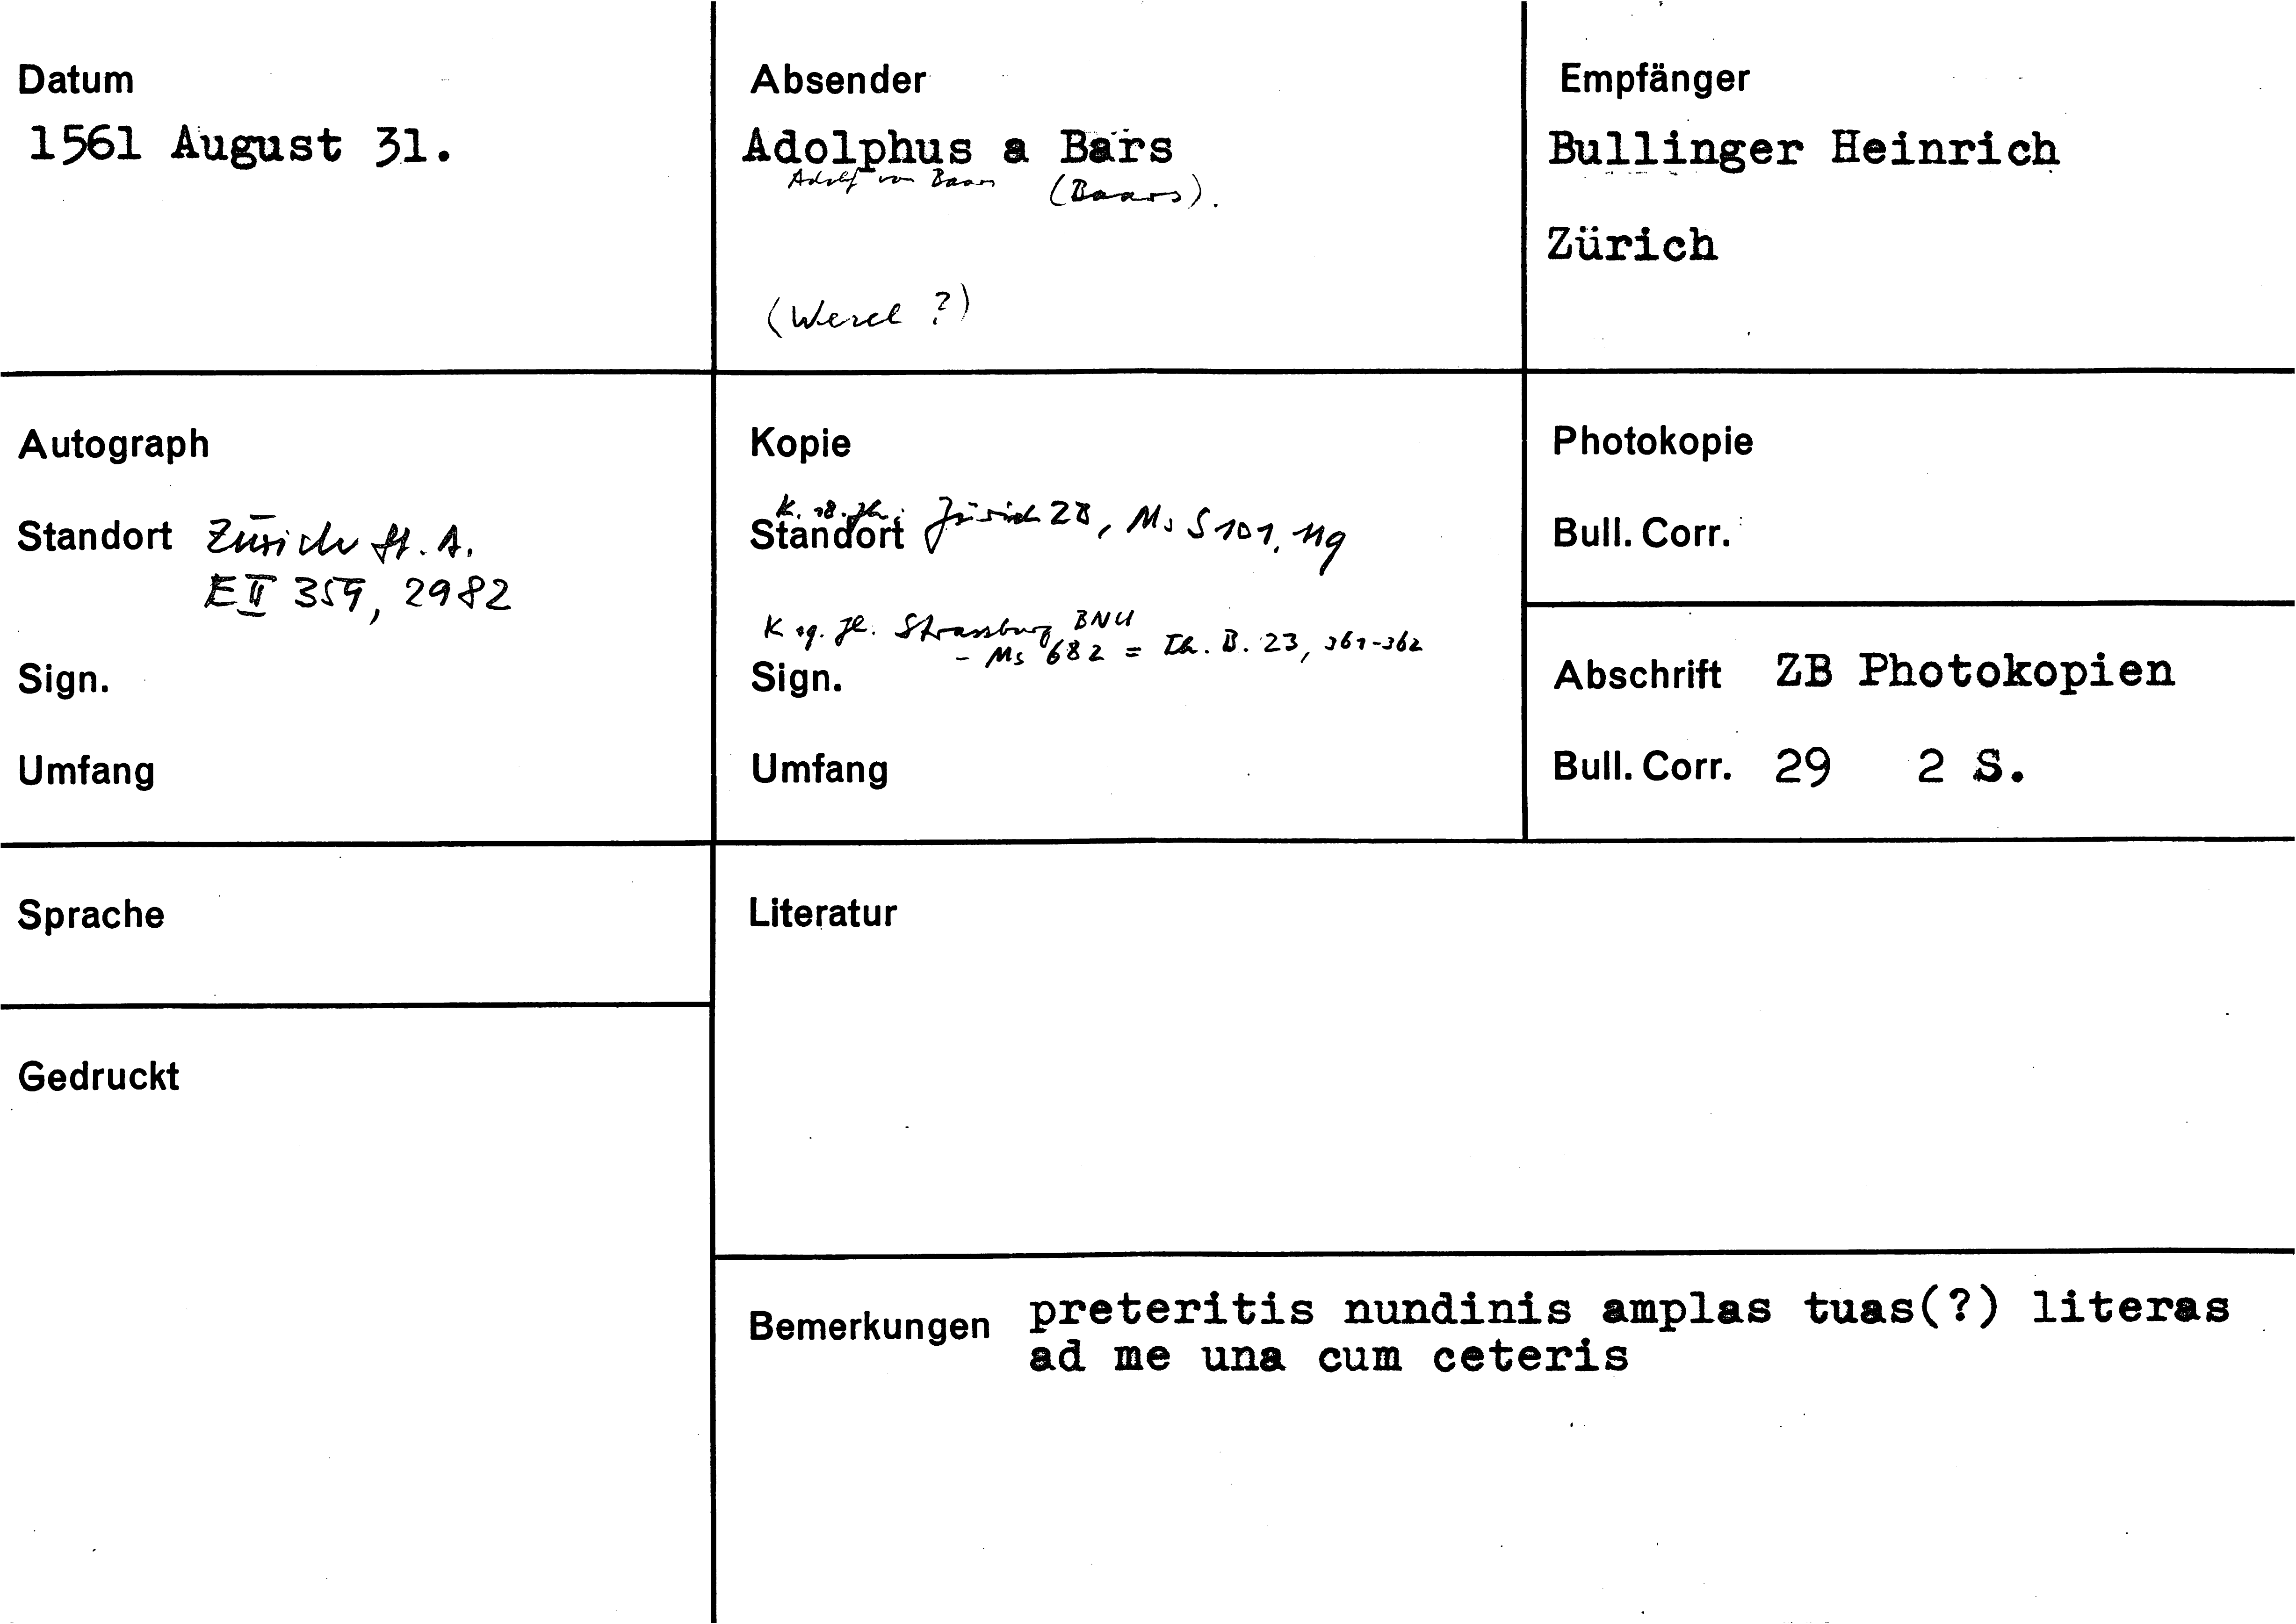 Datum
1561 August 31.
Absender
Adolphus a Bärs
Adolf von Baars
(Baars).
(Wesel ?)
Empfänger
Bullinger Heinrich
Zürich
Autograph
Standort Zürich St. A.
E II 359, 2982
Sign.
Umfang
Kopie
K. 18. Jh.
Standort Zürich ZB, Ms S 101, 119
K 19. Jh. Strassburg BNU
- Ms 682 = Th. B. 23, 361-362
Sign.
Umfang
Photokopie
Bull. Corr.
Abschrift ZB Photokopien
Bull. Corr. 29 2 S.
Sprache
Literatur
Gedruckt
Bemerkungen preteritis nundinis amplas tuas(?) literas
ad me una cum ceteris